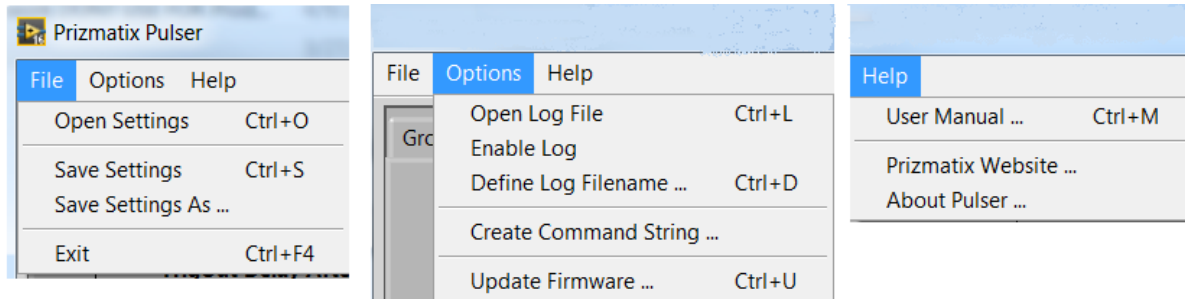 Prizmatix Pulser
File Options Help
Open Settings Ctrl+O
Save Settings Ctrl+S
Save Settings As ...
Exit Ctrl+F4
File Options Help
Grc
Open Log File Ctrl+L
Enable Log
Define Log Filename ... Ctrl+D
Create Command String ...
Update Firmware ... Ctrl+U
Help
User Manual ... Ctrl+M
Prizmatix Website ...
About Pulser ...